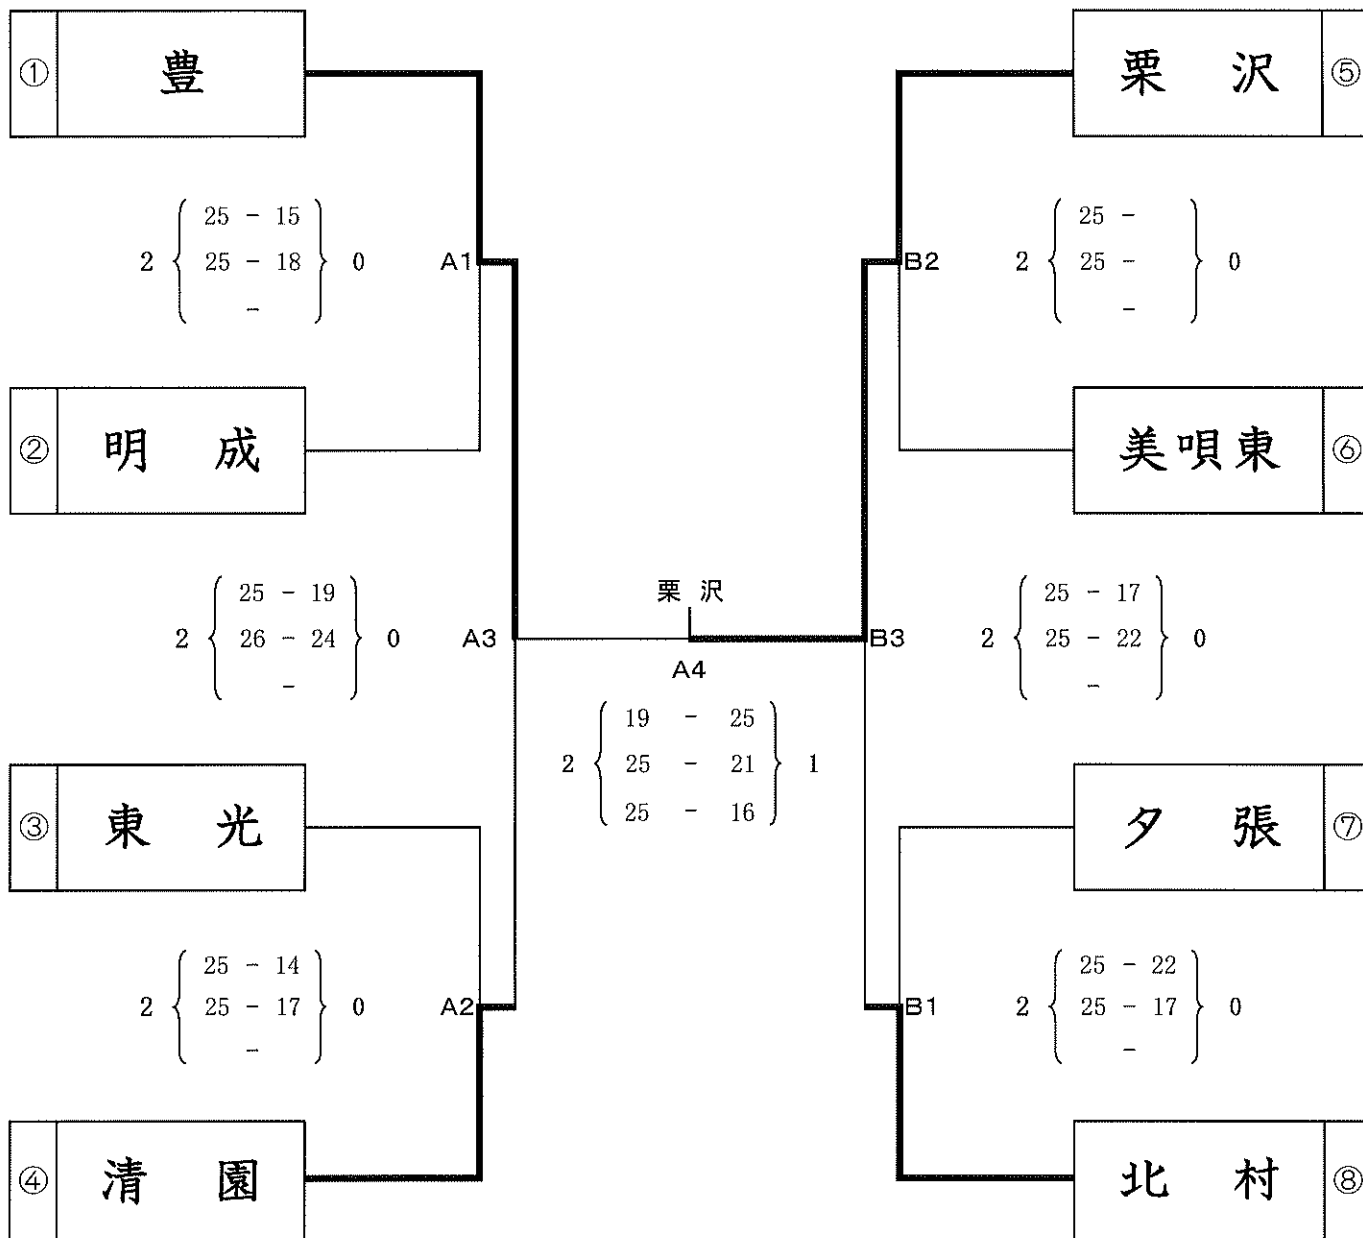 ① 豊
栗 沢 ⑤
25 - 15
2 25 - 18 0
-
A1
B2
25 -
2 25 - 0
-
② 明 成
美唄東 ⑥
25 - 19
2 26 - 24 0
-
A3
栗 沢
A4
B3
25 - 17
2 25 - 22 0
-
19 - 25
2 25 - 21 1
25 - 16
③ 東 光
夕 張 ⑦
25 - 14
2 25 - 17 0
-
A2
B1
25 - 22
2 25 - 17 0
-
④ 清 園
北 村 ⑧